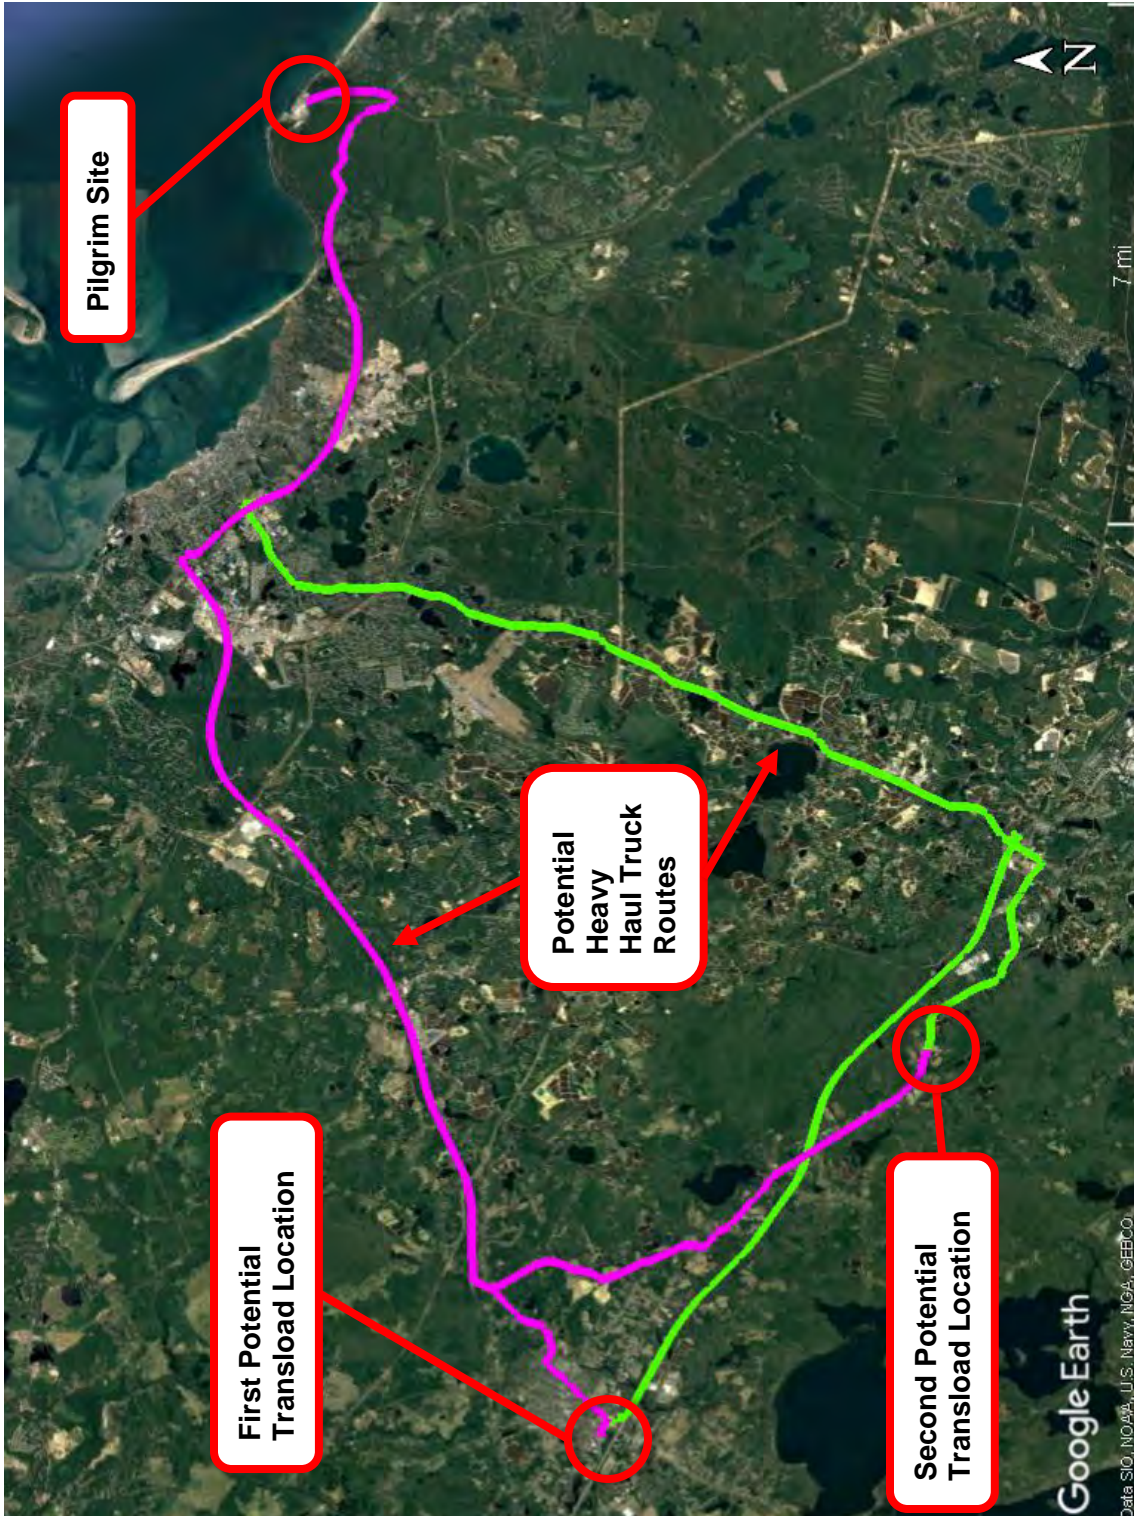 Pilgrim Site
N
Potential
Heavy
Haul Truck
Routes
First Potential
Transload Location
Second Potential
Transload Location
7 mi
Google Earth
Data SIO, NOAA, U.S. Navy, NGA, GEBCO